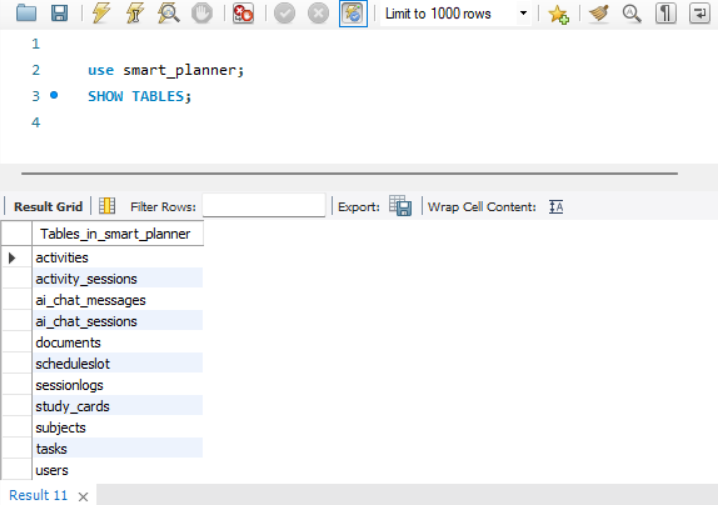 Limit to 1000 rows
1
2 use smart_planner;
3 SHOW TABLES;
4
Result Grid Filter Rows: Export: Wrap Cell Content:
Tables_in_smart_planner
activities
activity_sessions
ai_chat_messages
ai_chat_sessions
documents
scheduleslot
sessionlogs
study_cards
subjects
tasks
users
Result 11